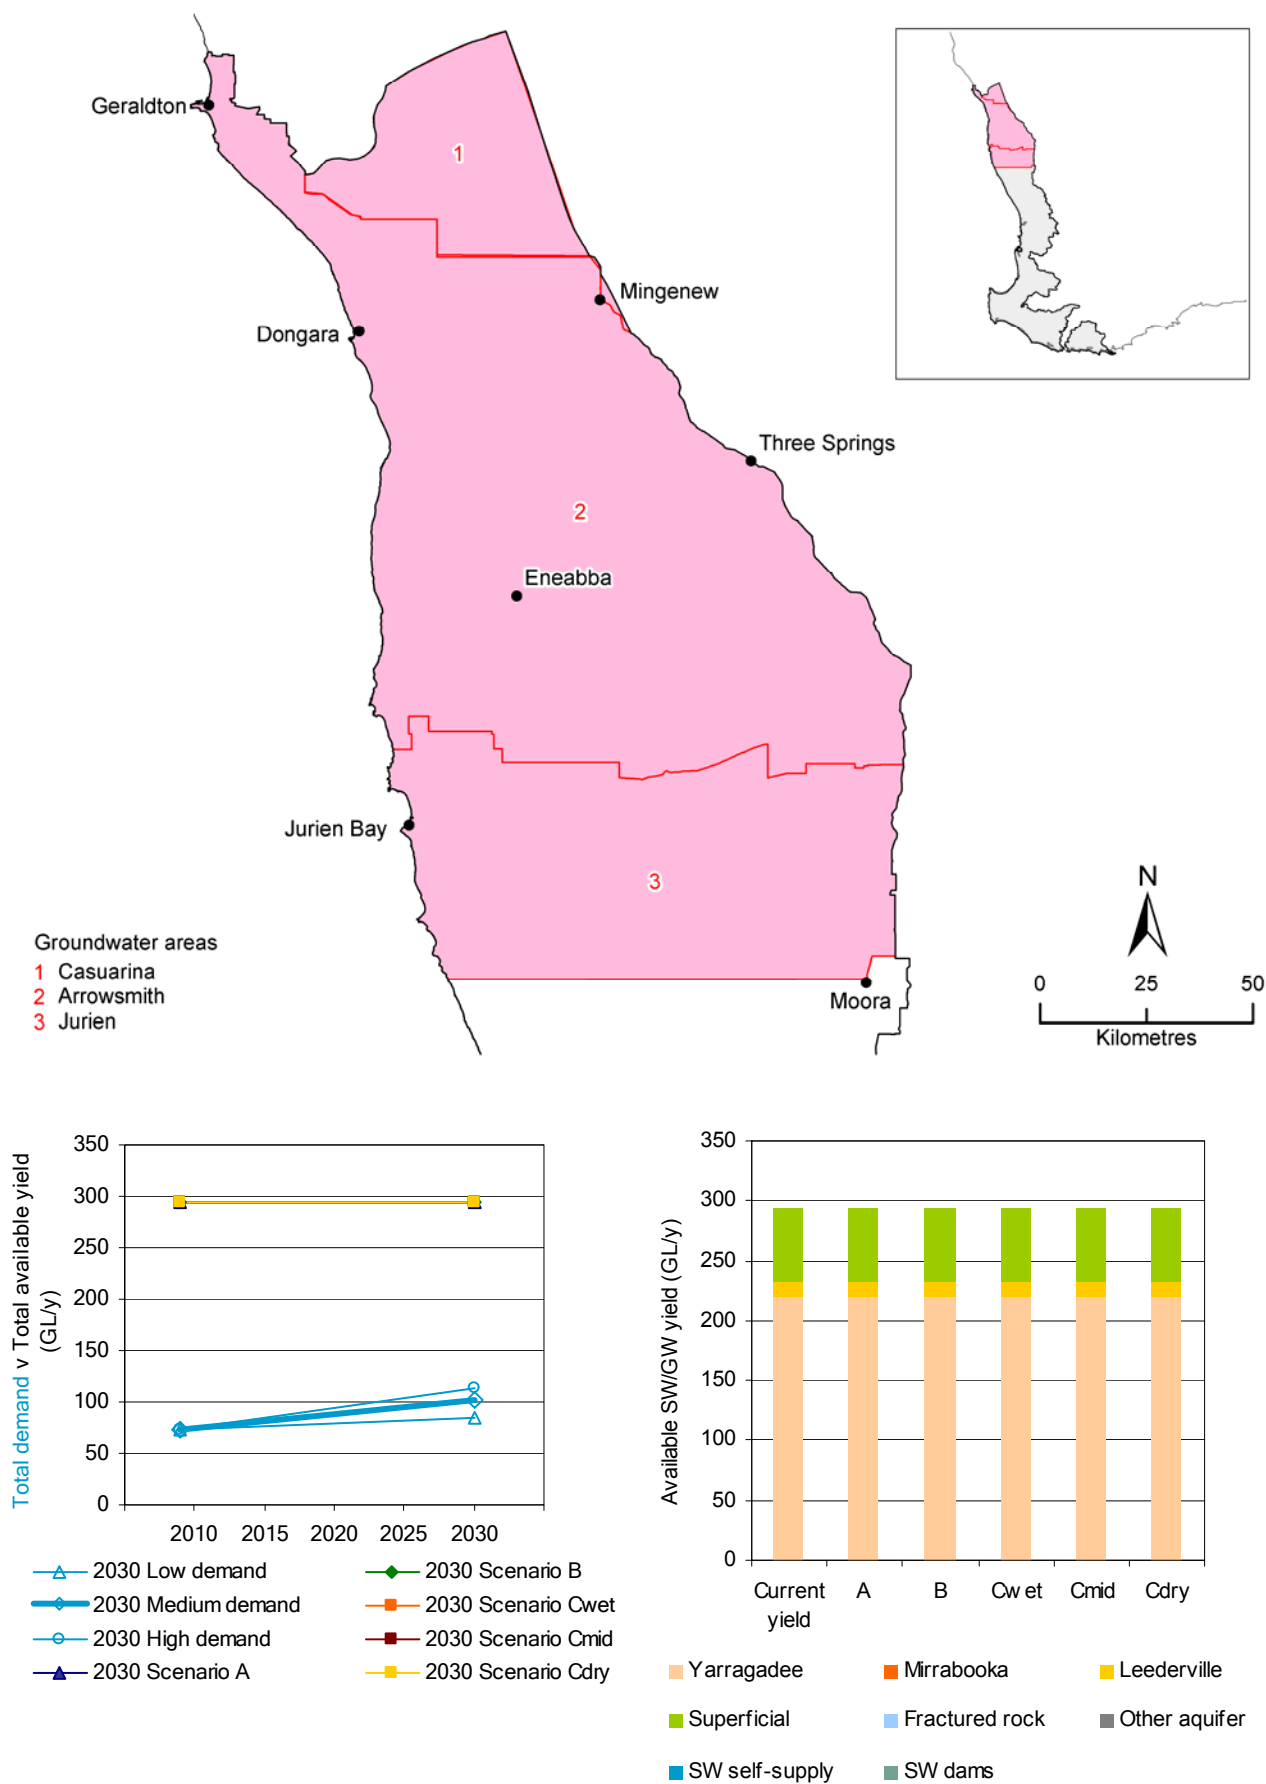 Geraldton
1
Mingenew
Dongara
Three Springs
2
Eneabba
Jurien Bay
3
Groundwater areas
1 Casuarina
2 Arrowsmith
3 Jurien
Moora
N
0 25 50
Kilometres
Total demand v Total available yield
(GL/y)
350
300
250
200
150
100
50
0
2010 2015 2020 2025 2030
2030 Low demand
2030 Medium demand
2030 High demand
2030 Scenario A
2030 Scenario B
2030 Scenario Cwet
2030 Scenario Cmid
2030 Scenario Cdry
Available SW/GW yield (GL/y)
350
300
250
200
150
100
50
0
Current
yield
A
B
Cwet
Cmid
Cdry
Yarragadee
Mirrabooka
Leederville
Superficial
Fractured rock
Other aquifer
SW self-supply
SW dams